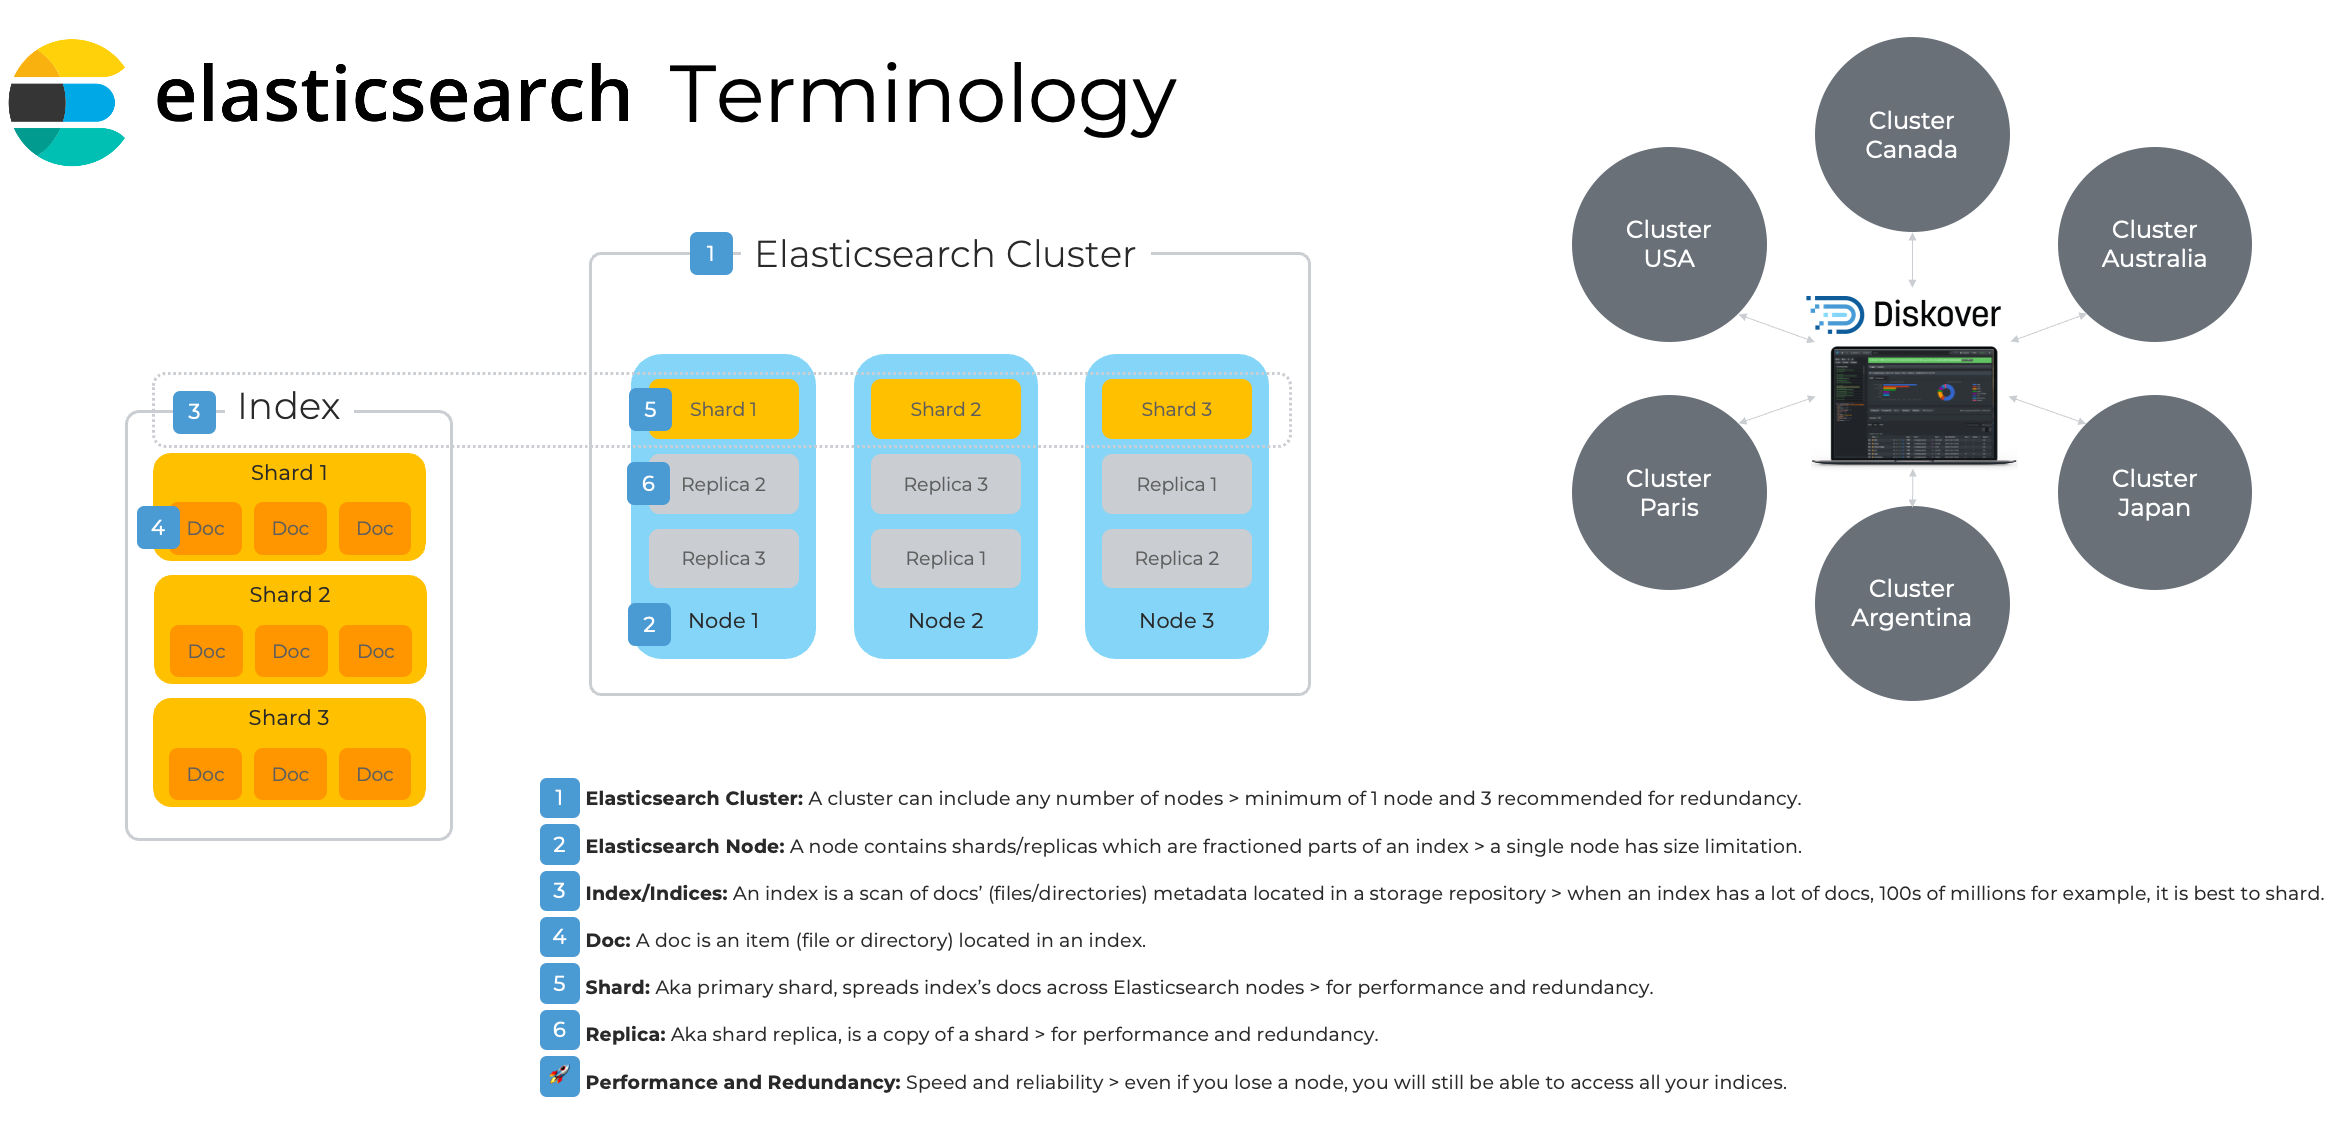 elasticsearch Terminology
1 Elasticsearch Cluster
3 Index
Shard 1
4 Doc Doc Doc
Shard 2
Doc Doc Doc
Shard 3
Doc Doc Doc
5 Shard 1 Shard 2 Shard 3
6 Replica 2 Replica 3 Replica 1
Replica 3 Replica 1 Replica 2
2 Node 1 Node 2 Node 3
Cluster
Canada
Cluster
USA
Cluster
Australia
Diskover
Cluster
Paris
Cluster
Japan
Cluster
Argentina
1 Elasticsearch Cluster: A cluster can include any number of nodes > minimum of 1 node and 3 recommended for redundancy.
2 Elasticsearch Node: A node contains shards/replicas which are fractioned parts of an index > a single node has size limitation.
3 Index/Indices: An index is a scan of docs’ (files/directories) metadata located in a storage repository > when an index has a lot of docs, 100s of millions for example, it is best to shard.
4 Doc: A doc is an item (file or directory) located in an index.
5 Shard: Aka primary shard, spreads index’s docs across Elasticsearch nodes > for performance and redundancy.
6 Replica: Aka shard replica, is a copy of a shard > for performance and redundancy.
🚀 Performance and Redundancy: Speed and reliability > even if you lose a node, you will still be able to access all your indices.